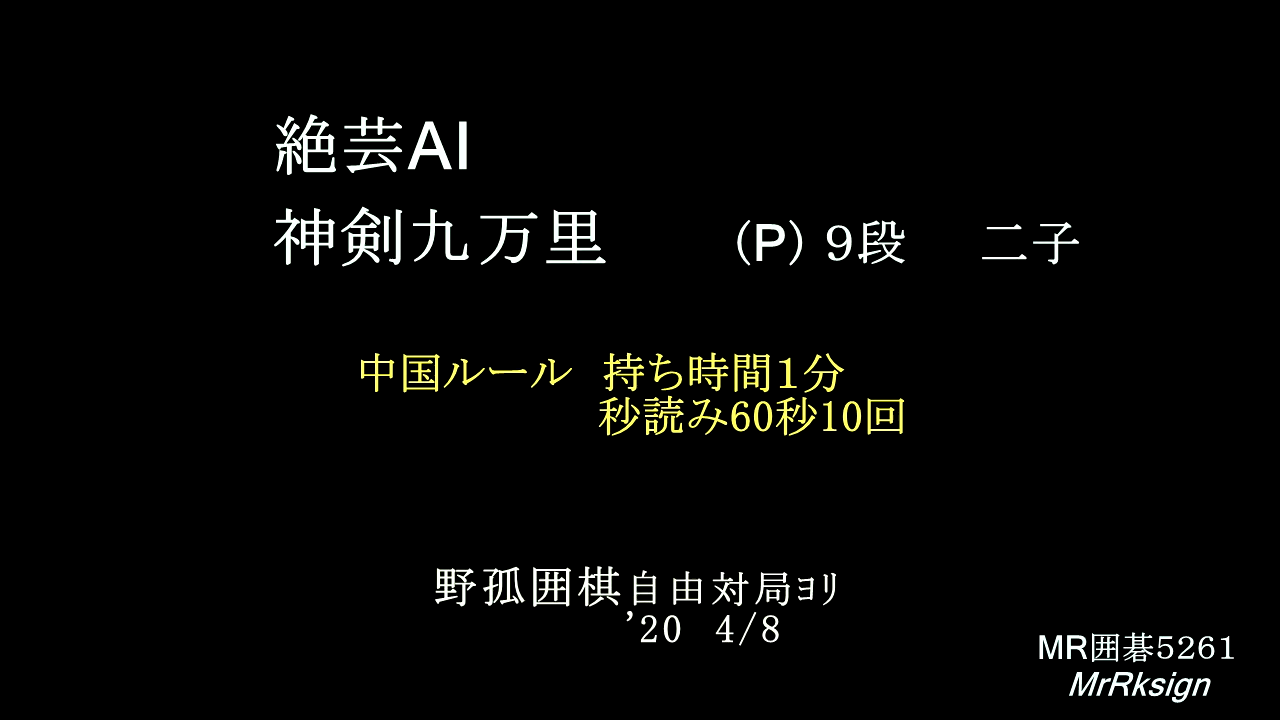 絶芸AI
神剣九万里 (P) 9段 二子
中国ルール 持ち時間1分
秒読み60秒10回
野孤囲棋自由対局ﾖﾘ
'20 4/8
MR囲碁5261
MrRksign